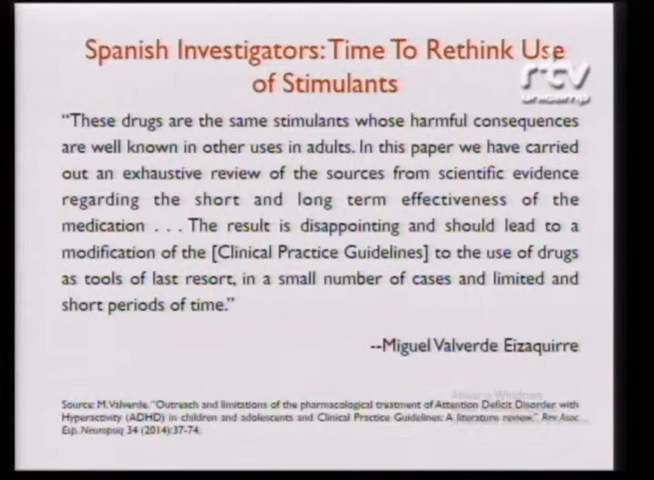 Spanish Investigators: Time To Rethink Use
of Stimulants
rtv
unicamp
“These drugs are the same stimulants whose harmful consequences
are well known in other uses in adults. In this paper we have carried
out an exhaustive review of the sources from scientific evidence
regarding the short and long term effectiveness of the
medication . . . The result is disappointing and should lead to a
modification of the [Clinical Practice Guidelines] to the use of drugs
as tools of last resort, in a small number of cases and limited and
short periods of time.”
--Miguel Valverde Eizaquirre
Ativar o Windows
Source: M. Valverde. “Outreach and limitations of the pharmacological treatment of Attention Deficit Disorder with
Hyperactivity (ADHD) in children and adolescents and Clinical Practice Guidelines: A literature review.” Rev Asoc
Esp. Neuropsiq 34 (2014):37-74.